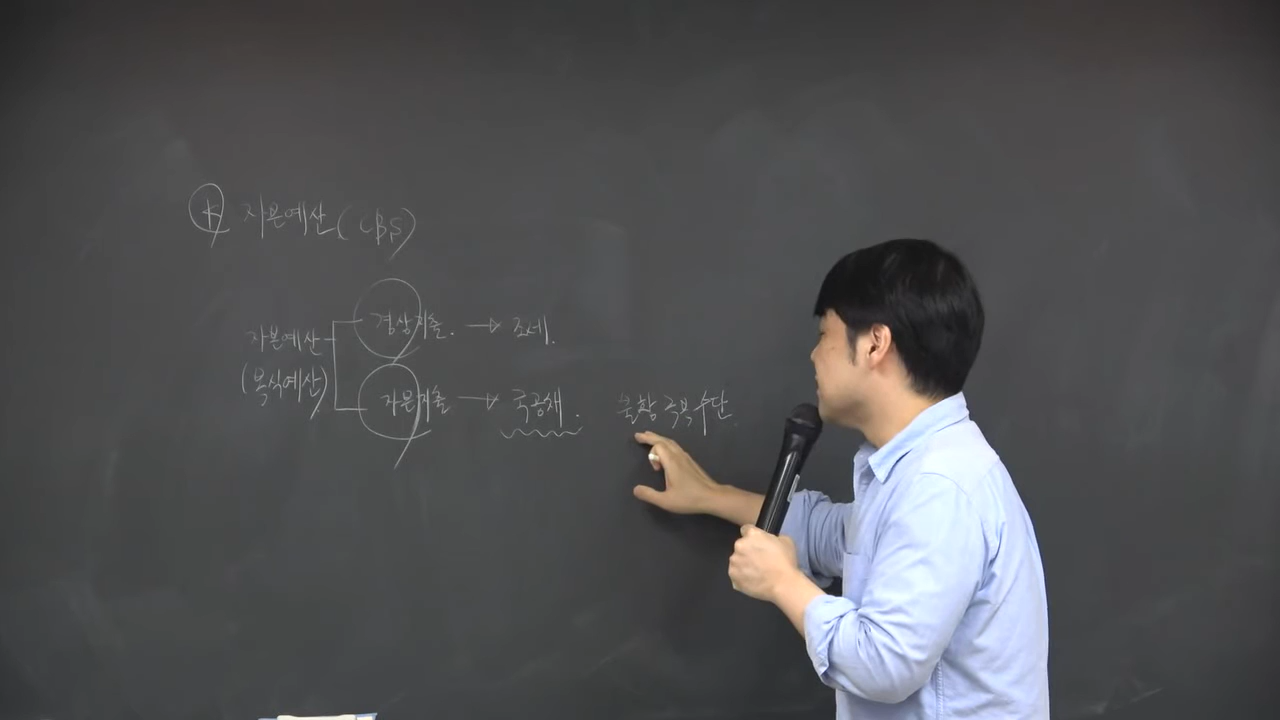 자본예산(CBS)
경상지출. → 조세.
자본예산
(복식예산)
자본지출 → 국공채. 불황 극복수단.